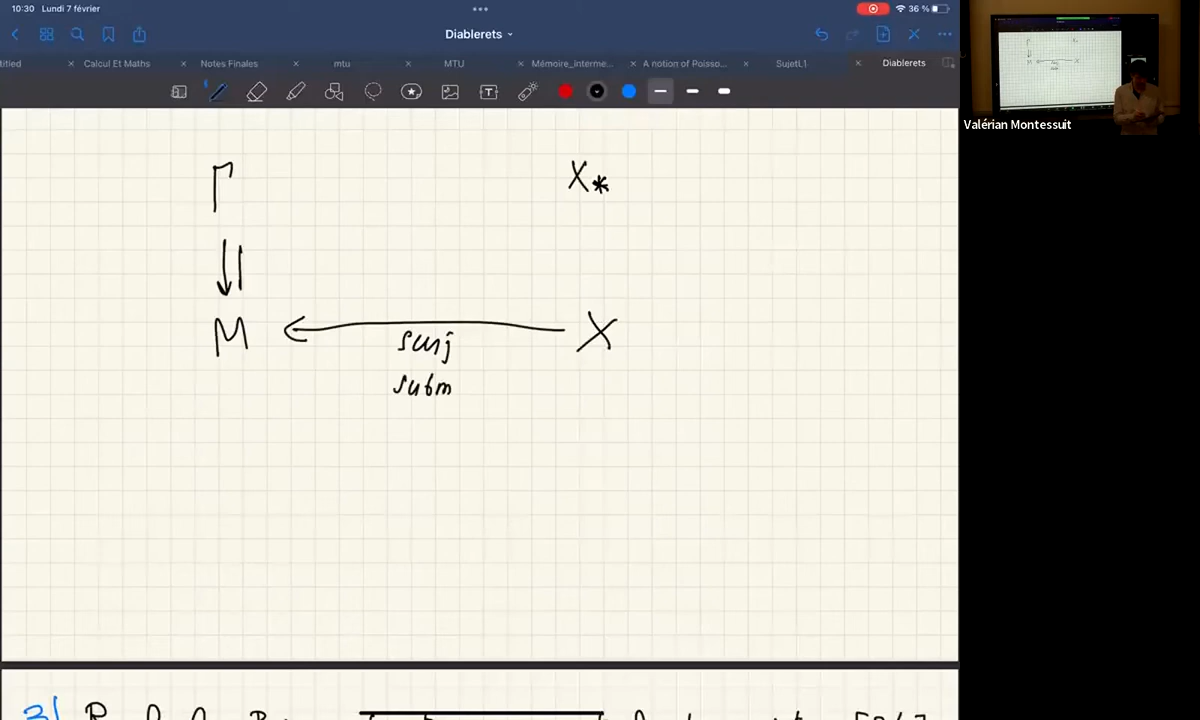 10:30 Lundi 7 février
36 %
Diablerets
Calcul Et Maths
Notes Finales
mtu
Mémoire_interme...
MTU
A notion of Poisso...
SujetL1
Diablerets
Valérian Montessuit
Γ
X*
M
X
surj
subm
3)